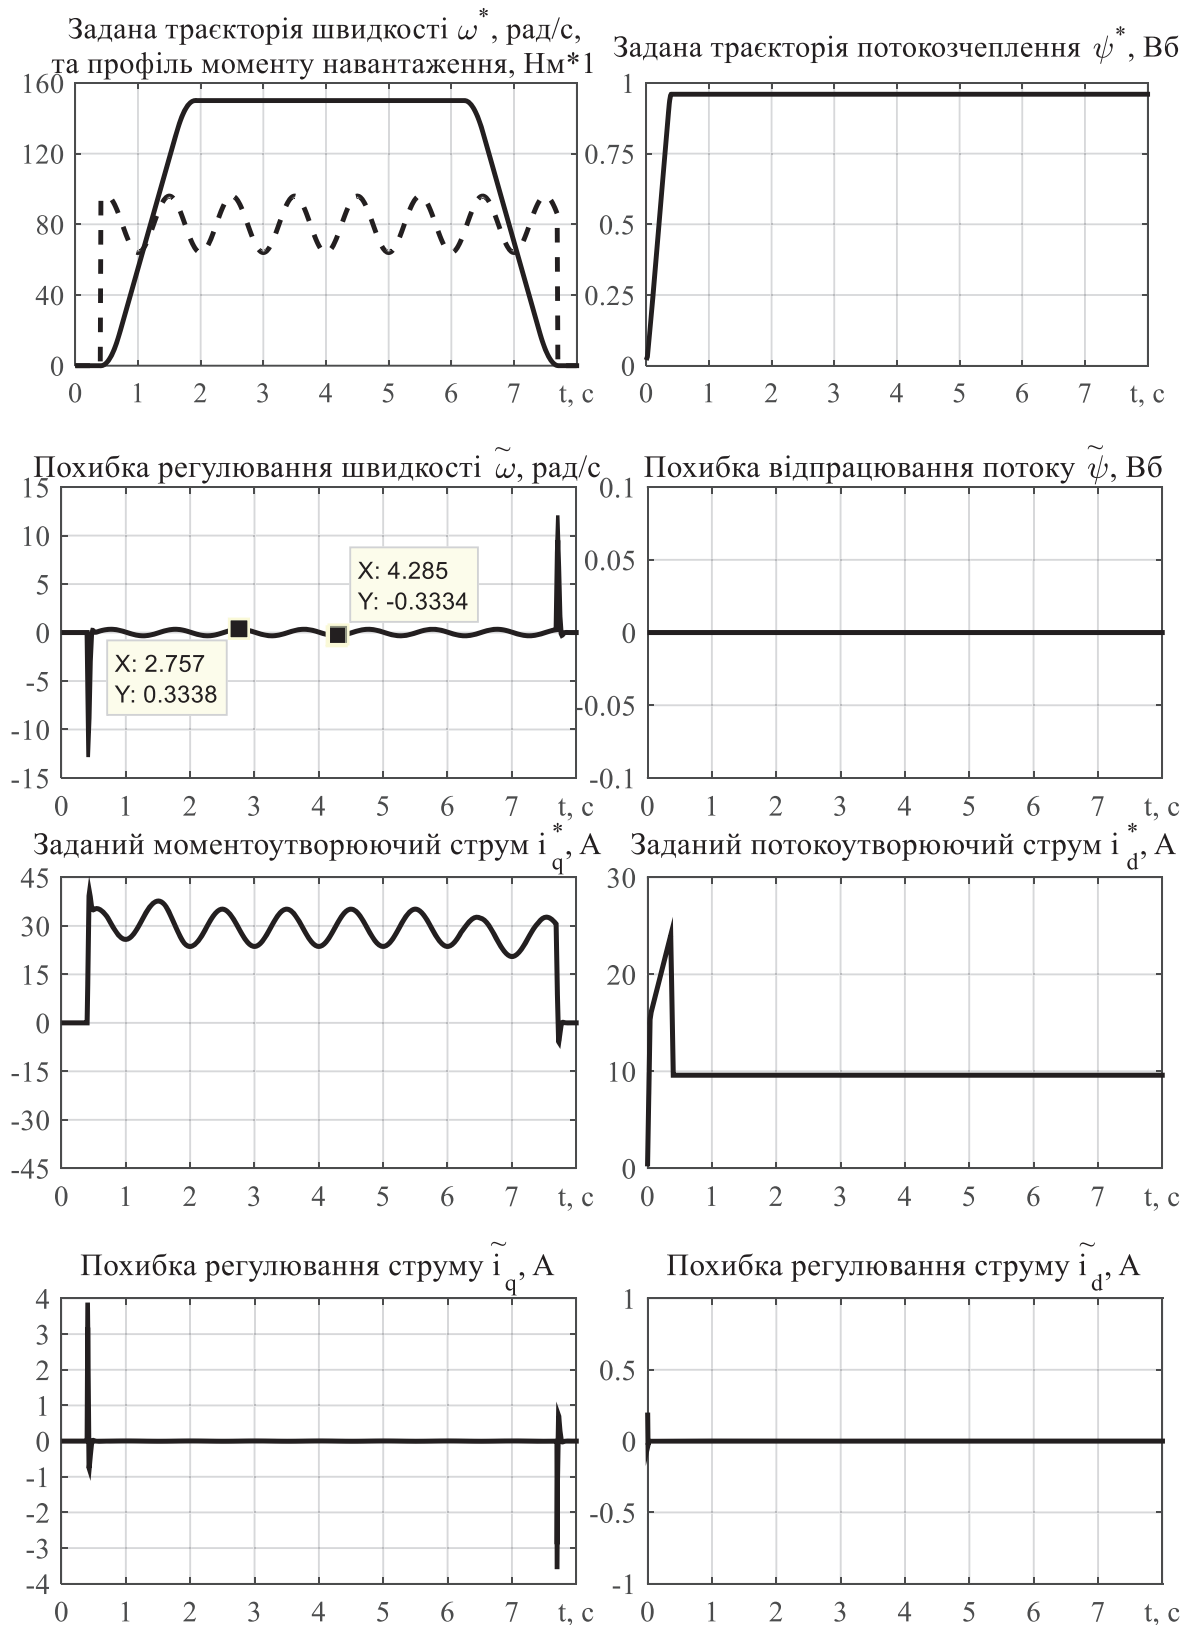 Задана траєкторія швидкості ω*, рад/с,
та профіль моменту навантаження, Нм*1
160
120
80
40
0
0 1 2 3 4 5 6 7 t, с
Задана траєкторія потокозчеплення ψ*, Вб
1
0.75
0.5
0.25
0
0 1 2 3 4 5 6 7 t, с
Похибка регулювання швидкості ω̃, рад/с
15
10
5
0
-5
-10
-15
X: 4.285
Y: -0.3334
X: 2.757
Y: 0.3338
0 1 2 3 4 5 6 7 t, с
Похибка відпрацювання потоку ψ̃, Вб
0.1
0.05
0
-0.05
-0.1
0 1 2 3 4 5 6 7 t, с
Заданий моментоутворюючий струм i*q, А
45
30
15
0
-15
-30
-45
0 1 2 3 4 5 6 7 t, с
Заданий потокоутворюючий струм i*d, А
30
20
10
0
0 1 2 3 4 5 6 7 t, с
Похибка регулювання струму ĩq, А
4
3
2
1
0
-1
-2
-3
-4
0 1 2 3 4 5 6 7 t, с
Похибка регулювання струму ĩd, А
1
0.5
0
-0.5
-1
0 1 2 3 4 5 6 7 t, с